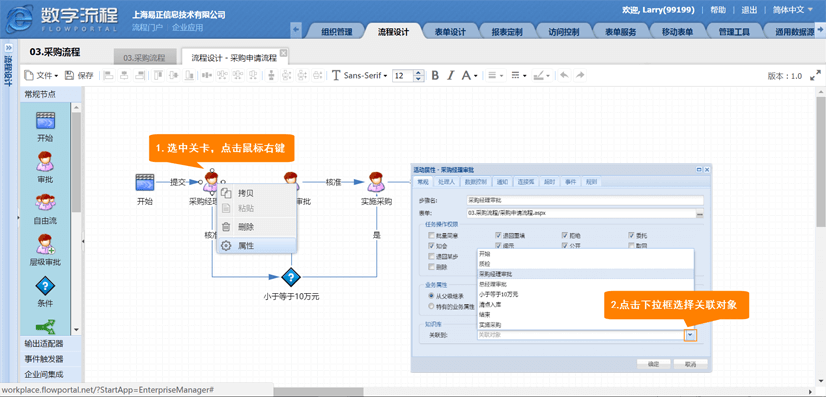 数字流程
FLOWPORTAL
上海易正信息技术有限公司
流程门户 企业应用
欢迎, Larry(99199) | 帮助 | 退出 | 简体中文
组织管理 流程设计 表单设计 报表定制 访问控制 表单服务 移动表单 管理工具 通用数据源
流程设计
03.采购流程
03.采购流程 流程设计 - 采购申请流程
文件 保存 Sans-Serif 12 B I A 版本：1.0
常规节点
开始
审批
自由流
层级审批
条件
输出适配器
事件触发器
企业间集成
1. 选中关卡，点击鼠标右键
开始
提交
采购经理
审批
核准
实施采购
核
是
小于等于10万元
拷贝
粘贴
删除
属性
活动属性 - 采购经理审批
常规 处理人 数据控制 通知 连接弧 超时 事件 规则
步骤名: 采购经理审批
表单: 03.采购流程/采购申请流程.aspx
任务操作权限
批量同意 退回重填 拒绝 委托
知会 公开
退回某步
删除
业务属性
从父继承
特有的业务属性
开始
质检
采购经理审批
总经理审批
小于等于10万元
清点入库
结束
实施采购
知识库
关联到: 关联对象
确定 取消
2.点击下拉框选择关联对象
workplace.flowportal.net/?StartApp=EnterpriseManager#